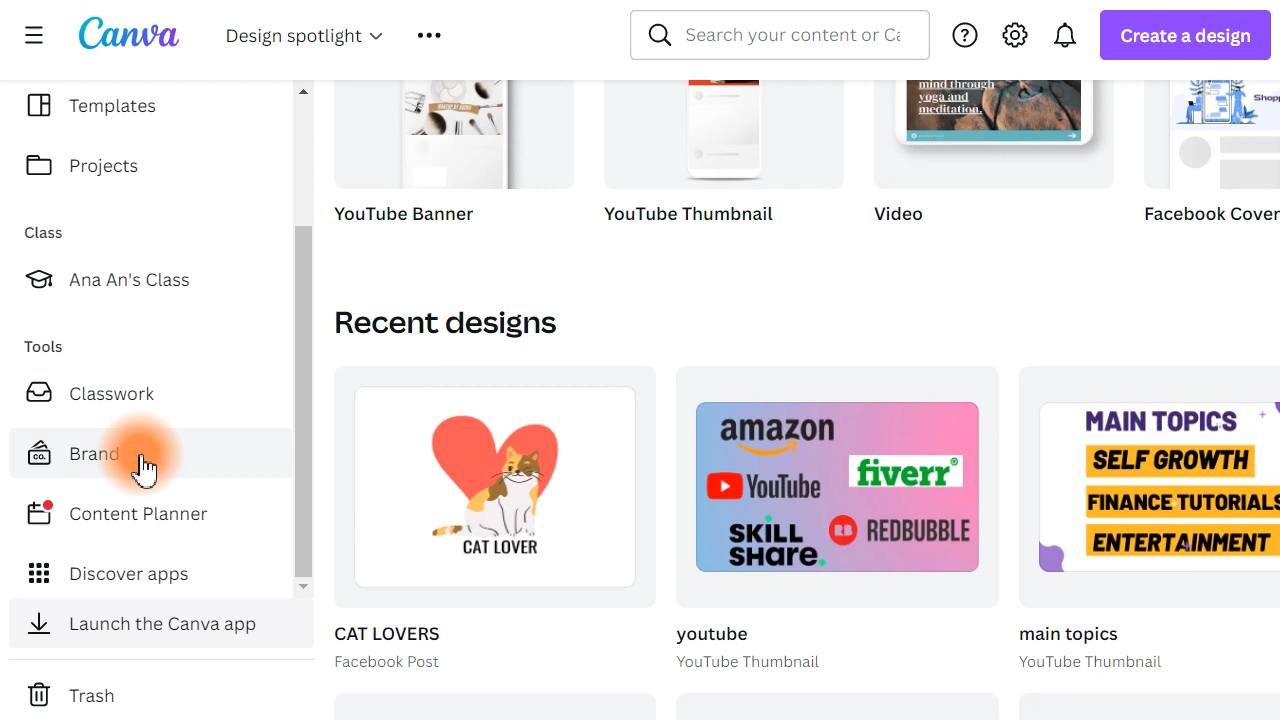 Canva
Design spotlight
Search your content or Ca
Create a design
Templates
Projects
Class
Ana An's Class
Tools
Classwork
Brand
Content Planner
Discover apps
Launch the Canva app
Trash
mind through
yoga and
meditation.
Shopp
YouTube Banner
YouTube Thumbnail
Video
Facebook Cover
Recent designs
CAT LOVER
CAT LOVERS
Facebook Post
amazon
fiverr®
YouTube
SKILL
SHARE.
RB REDBUBBLE
youtube
YouTube Thumbnail
MAIN TOPICS
SELF GROWTH
FINANCE TUTORIALS
ENTERTAINMENT
main topics
YouTube Thumbnail